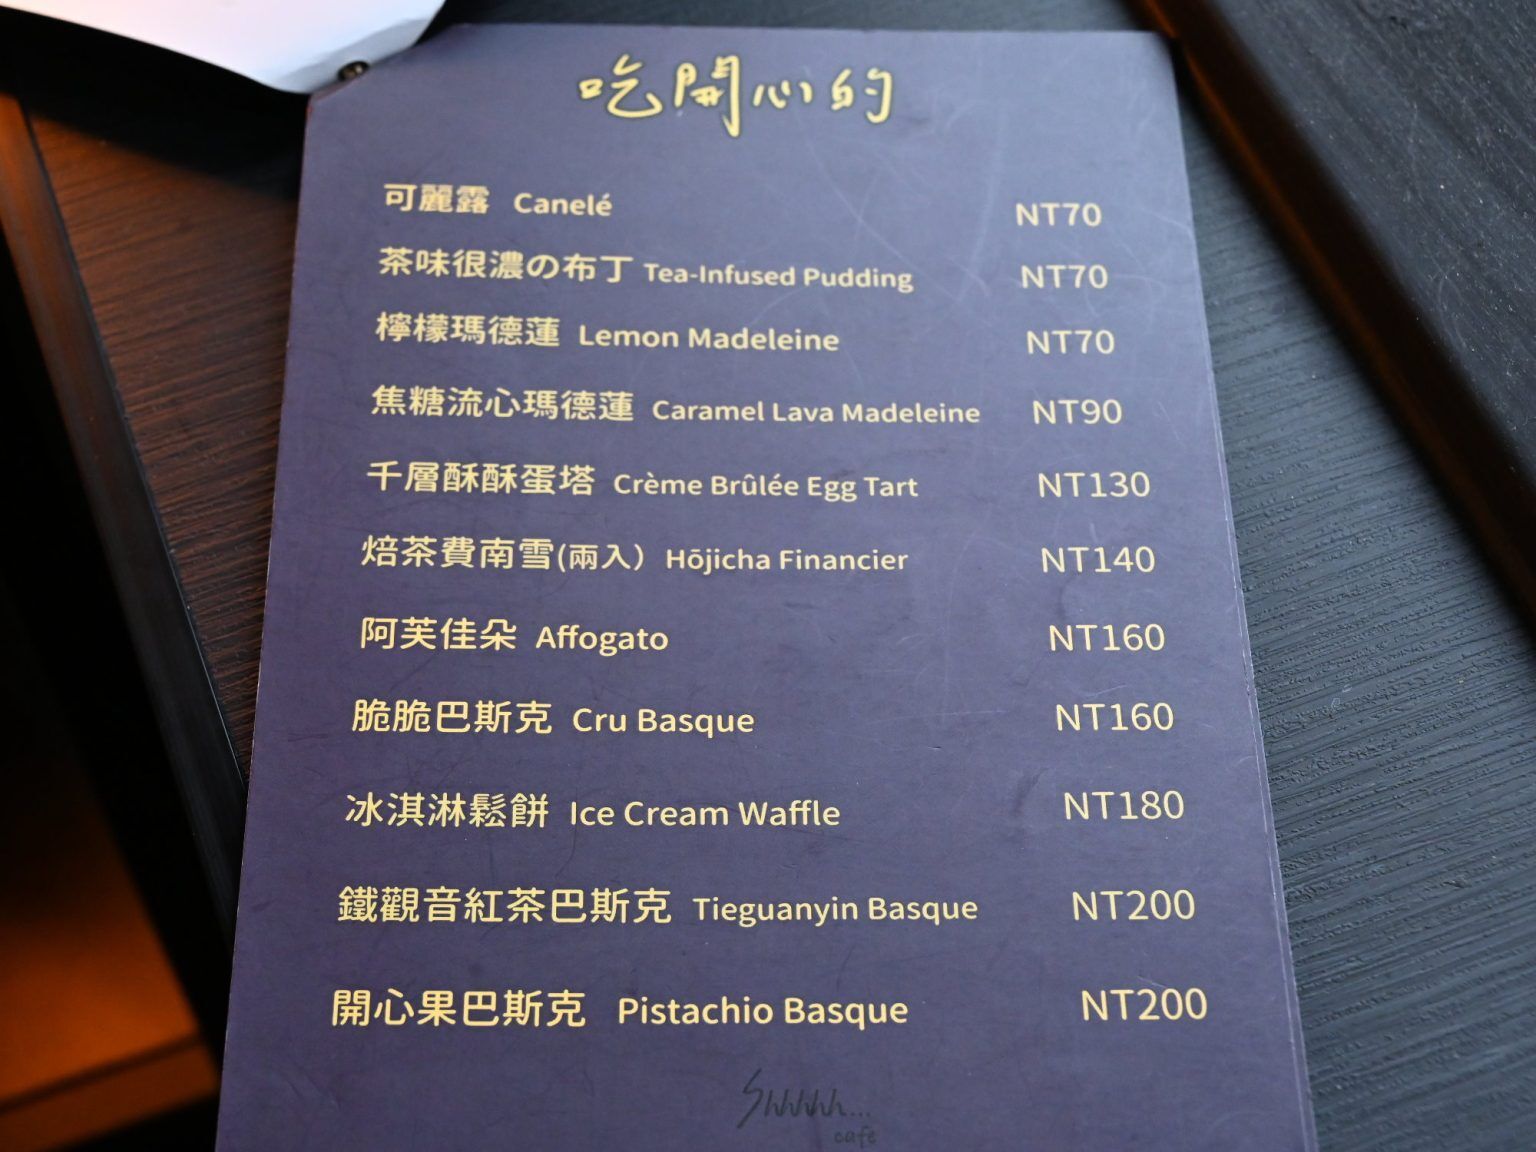 吃開心的
可麗露 Canelé NT70
茶味很濃の布丁 Tea-Infused Pudding NT70
檸檬瑪德蓮 Lemon Madeleine NT70
焦糖流心瑪德蓮 Caramel Lava Madeleine NT90
千層酥酥蛋塔 Crème Brûlée Egg Tart NT130
焙茶費南雪(兩入） Hōjicha Financier NT140
阿芙佳朵 Affogato NT160
脆脆巴斯克 Cru Basque NT160
冰淇淋鬆餅 Ice Cream Waffle NT180
鐵觀音紅茶巴斯克 Tieguanyin Basque NT200
開心果巴斯克 Pistachio Basque NT200
Shhhhh...
cafe